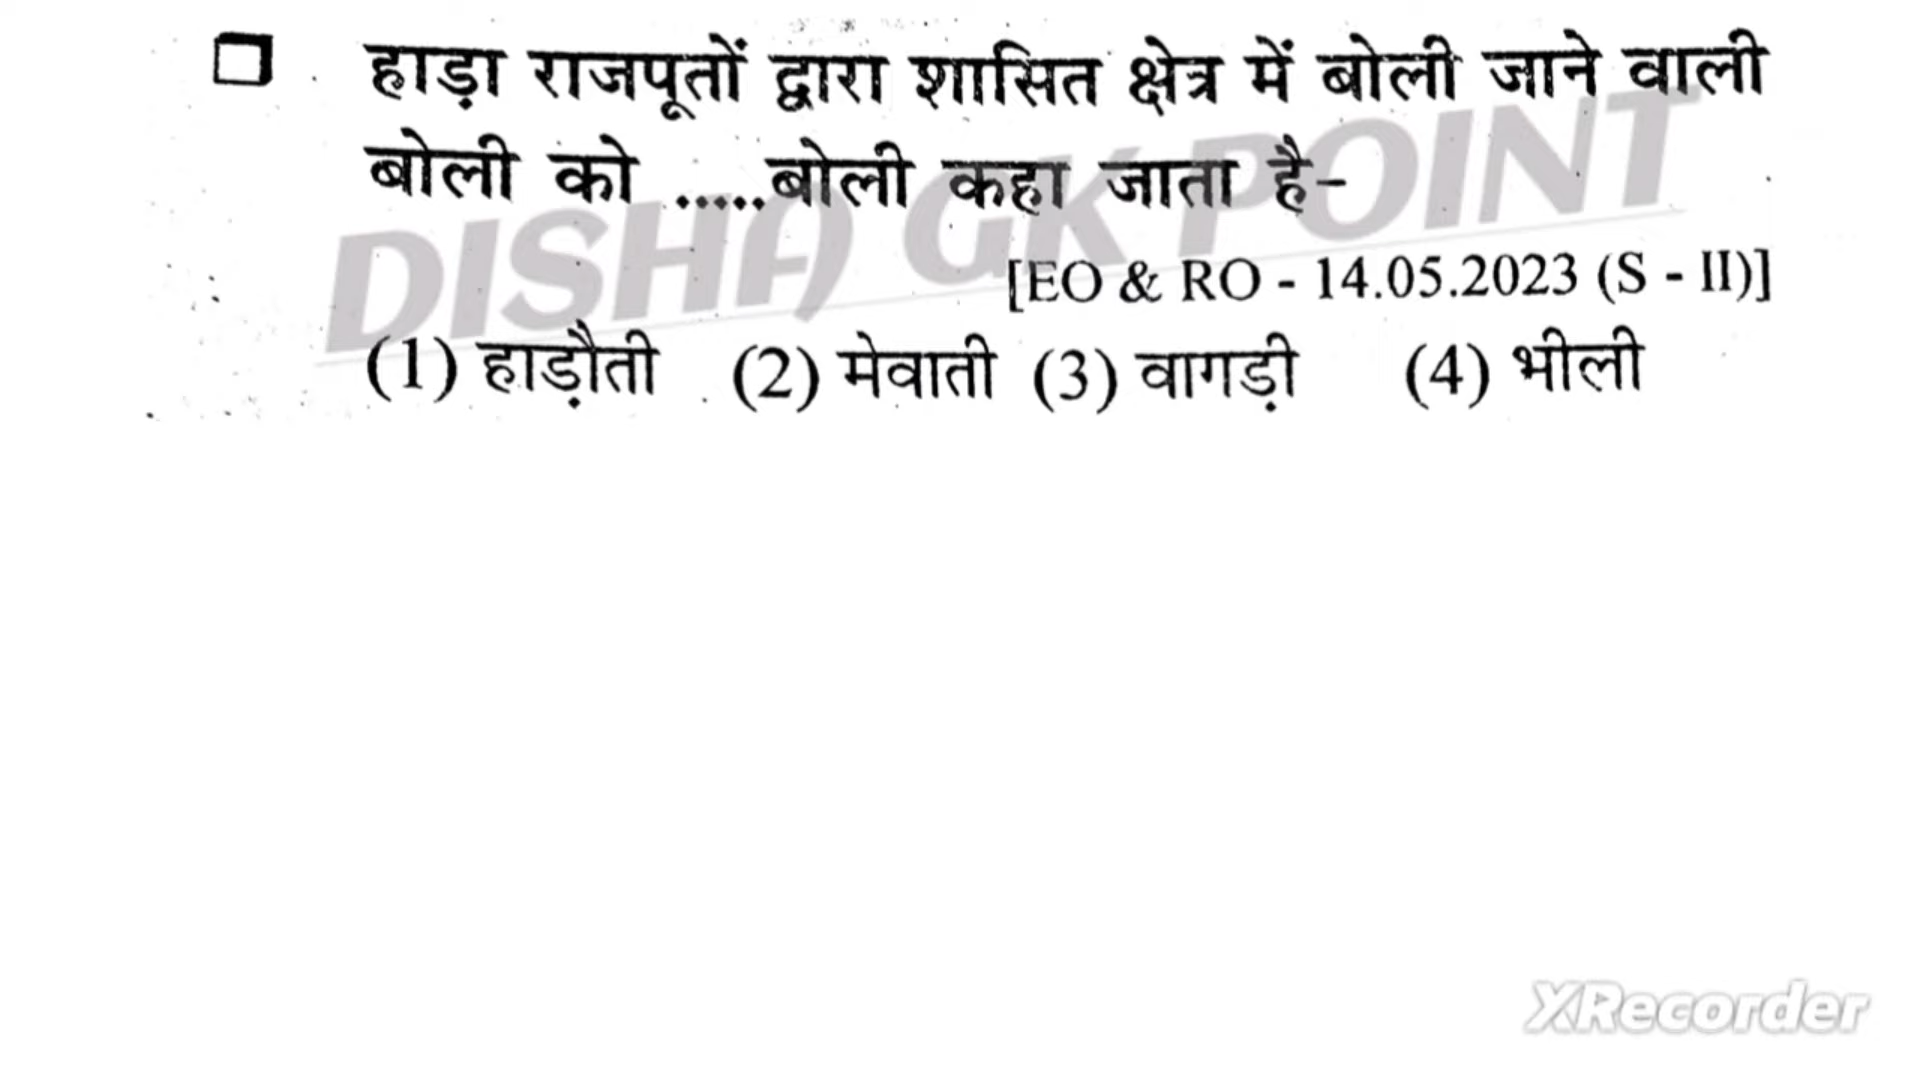 हाड़ा राजपूतों द्वारा शासित क्षेत्र में बोली जाने वाली
बोली को .....बोली कहा जाता है-
DISHA GK POINT
[EO & RO - 14.05.2023 (S - II)]
(1) हाड़ौती (2) मेवाती (3) वागड़ी (4) भीली
XRecorder